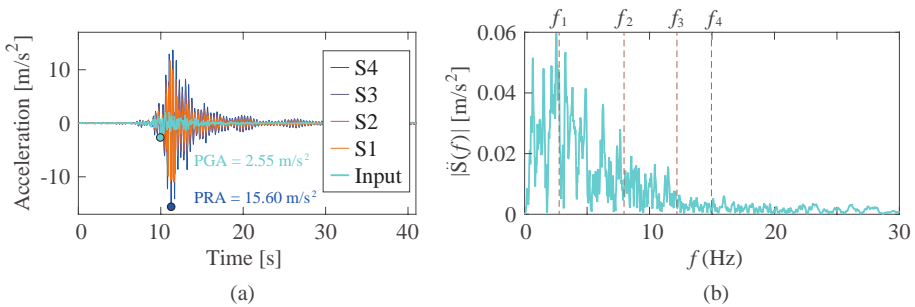 Acceleration [m/s²]
10
0
-10
S4
S3
S2
S1
Input
PGA = 2.55 m/s²
PRA = 15.60 m/s²
0 10 20 30 40
Time [s]
(a)
f₁ f₂ f₃ f₄
|S̈(f)| [m/s²]
0.06
0.04
0.02
0
0 10 20 30
f (Hz)
(b)